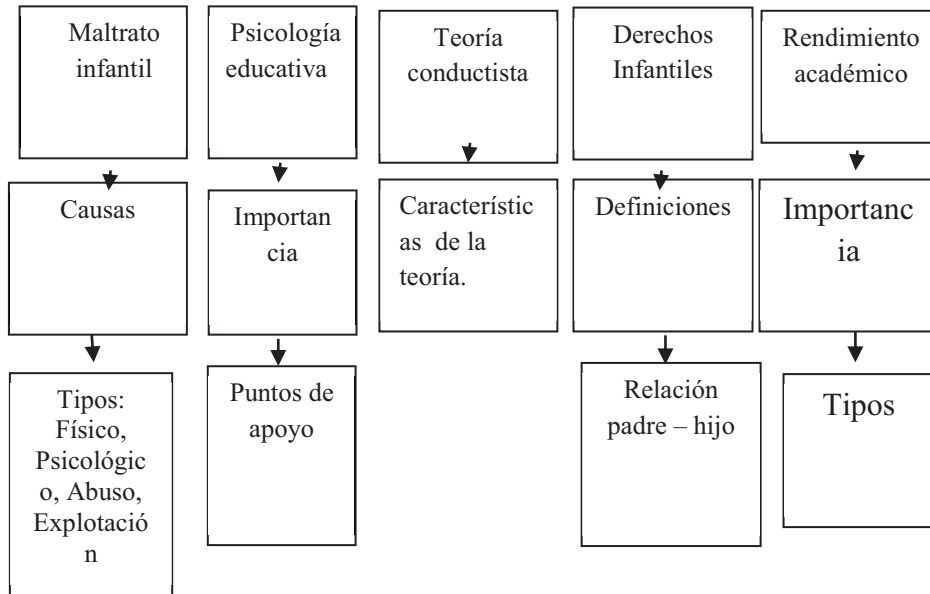 Maltrato
infantil
Causas
Tipos:
Físico,
Psicológic
o, Abuso,
Explotació
n
Psicología
educativa
Importan
cia
Puntos de
apoyo
Teoría
conductista
Característic
as de la
teoría.
Derechos
Infantiles
Definiciones
Relación
padre – hijo
Rendimiento
académico
Importanc
ia
Tipos